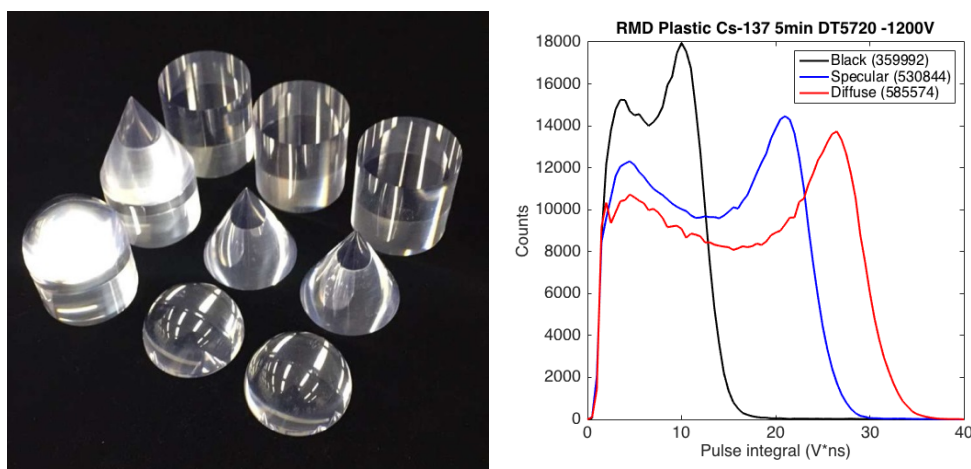 RMD Plastic Cs-137 5min DT5720 -1200V
18000
16000
14000
12000
10000
8000
6000
4000
2000
0
Counts
Black (359992)
Specular (530844)
Diffuse (585574)
0 10 20 30 40
Pulse integral (V*ns)